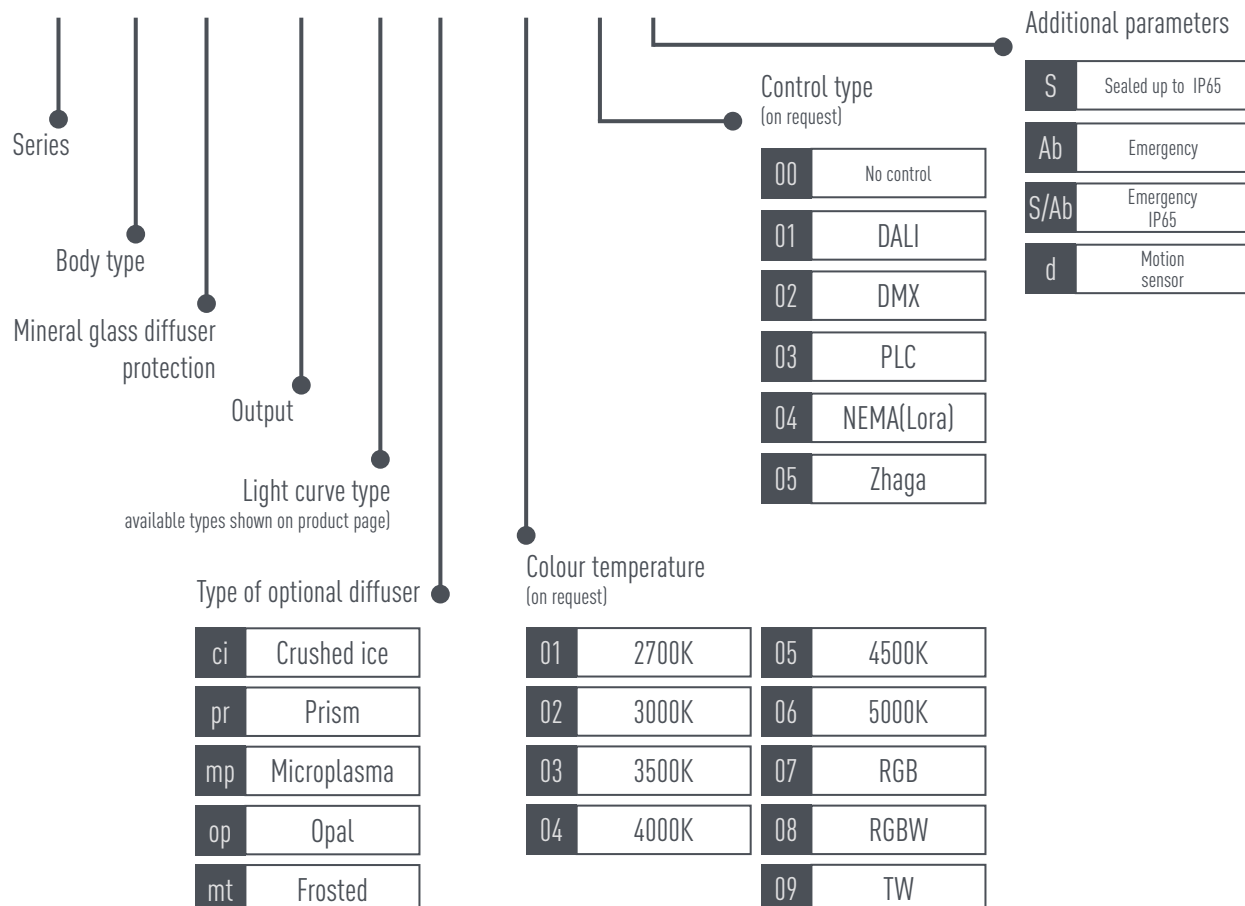 Additional parameters
S Sealed up to IP65
Ab Emergency
S/Ab Emergency
IP65
d Motion
sensor
Control type
(on request)
00 No control
01 DALI
02 DMX
03 PLC
04 NEMA(Lora)
05 Zhaga
Series
Body type
Mineral glass diffuser
protection
Output
Light curve type
available types shown on product page)
Type of optional diffuser
ci Crushed ice
pr Prism
mp Microplasma
op Opal
mt Frosted
Colour temperature
(on request)
01 2700K
02 3000K
03 3500K
04 4000K
05 4500K
06 5000K
07 RGB
08 RGBW
09 TW